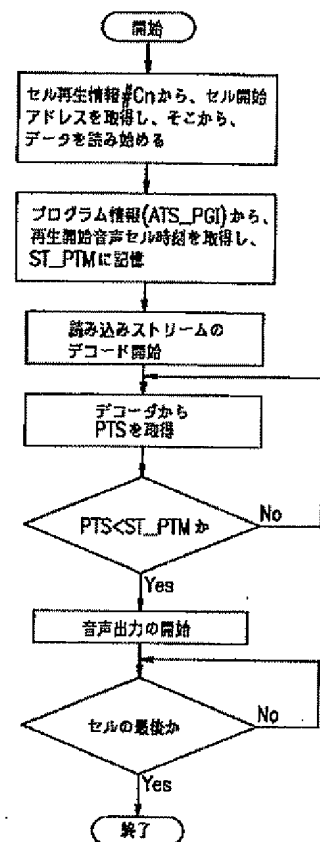 開始
セル再生情報#Cnから、セル開始
アドレスを取得し、そこから、
データを読み始める
プログラム情報(ATS_PGI)から、
再生開始音声セル時刻を取得し、
ST_PTMに記憶
読み込みストリームの
デコード開始
デコーダから
PTSを取得
PTS<ST_PTMか
No
Yes
音声出力の開始
セルの最後か
No
Yes
終了